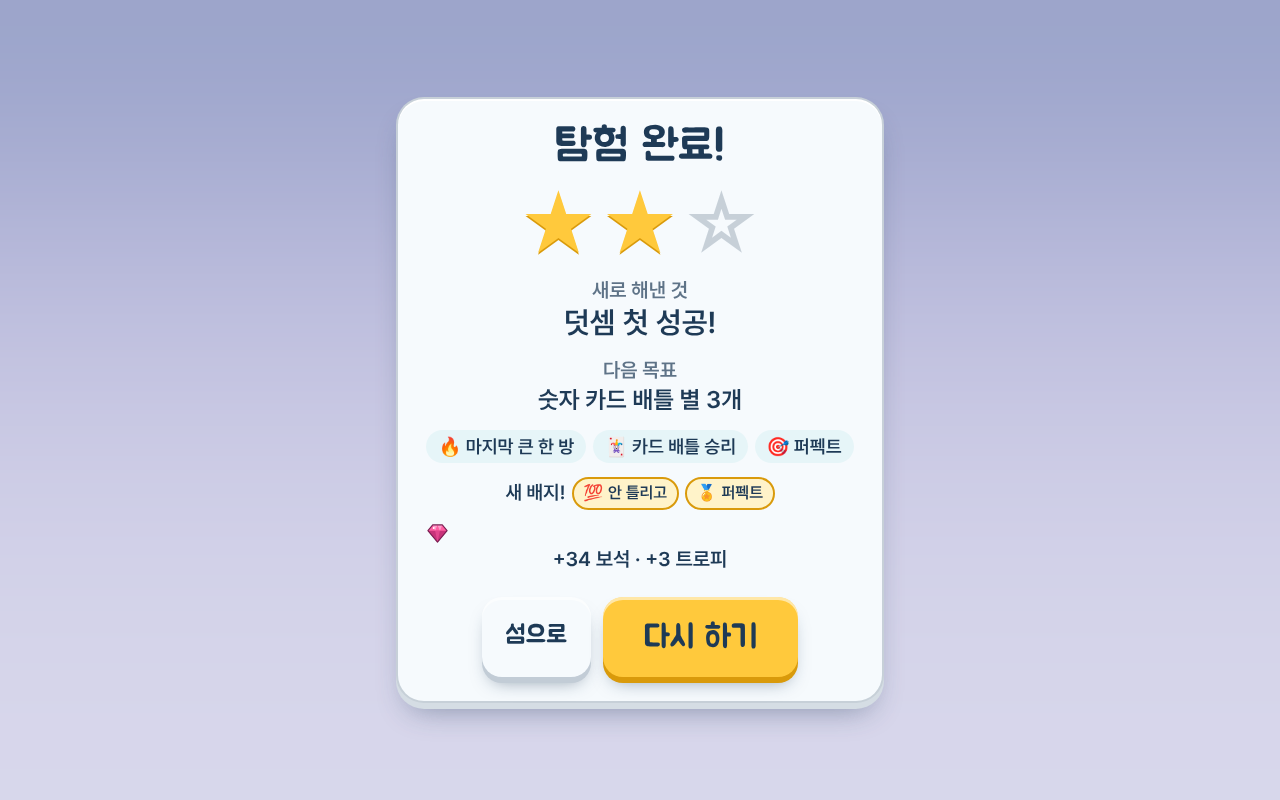 탐험 완료!
새로 해낸 것
덧셈 첫 성공!
다음 목표
숫자 카드 배틀 별 3개
🔥 마지막 큰 한 방 🃏 카드 배틀 승리 🎯 퍼펙트
새 배지! 💯 안 틀리고 🏅 퍼펙트
+34 보석 · +3 트로피
섬으로 다시 하기